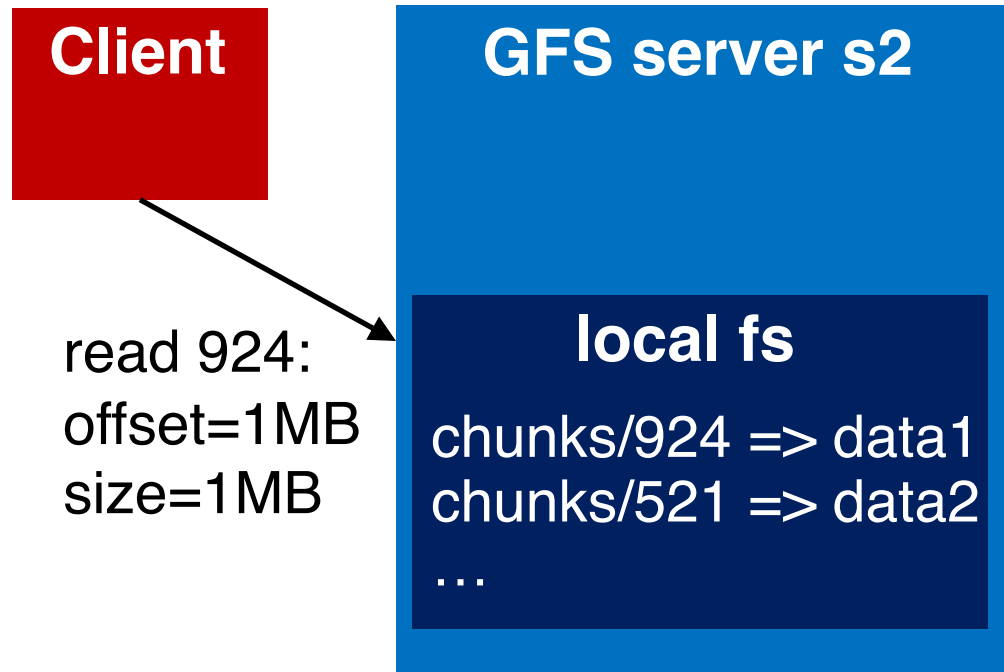 Client
GFS server s2
read 924:
offset=1MB
size=1MB
local fs
chunks/924 => data1
chunks/521 => data2
…